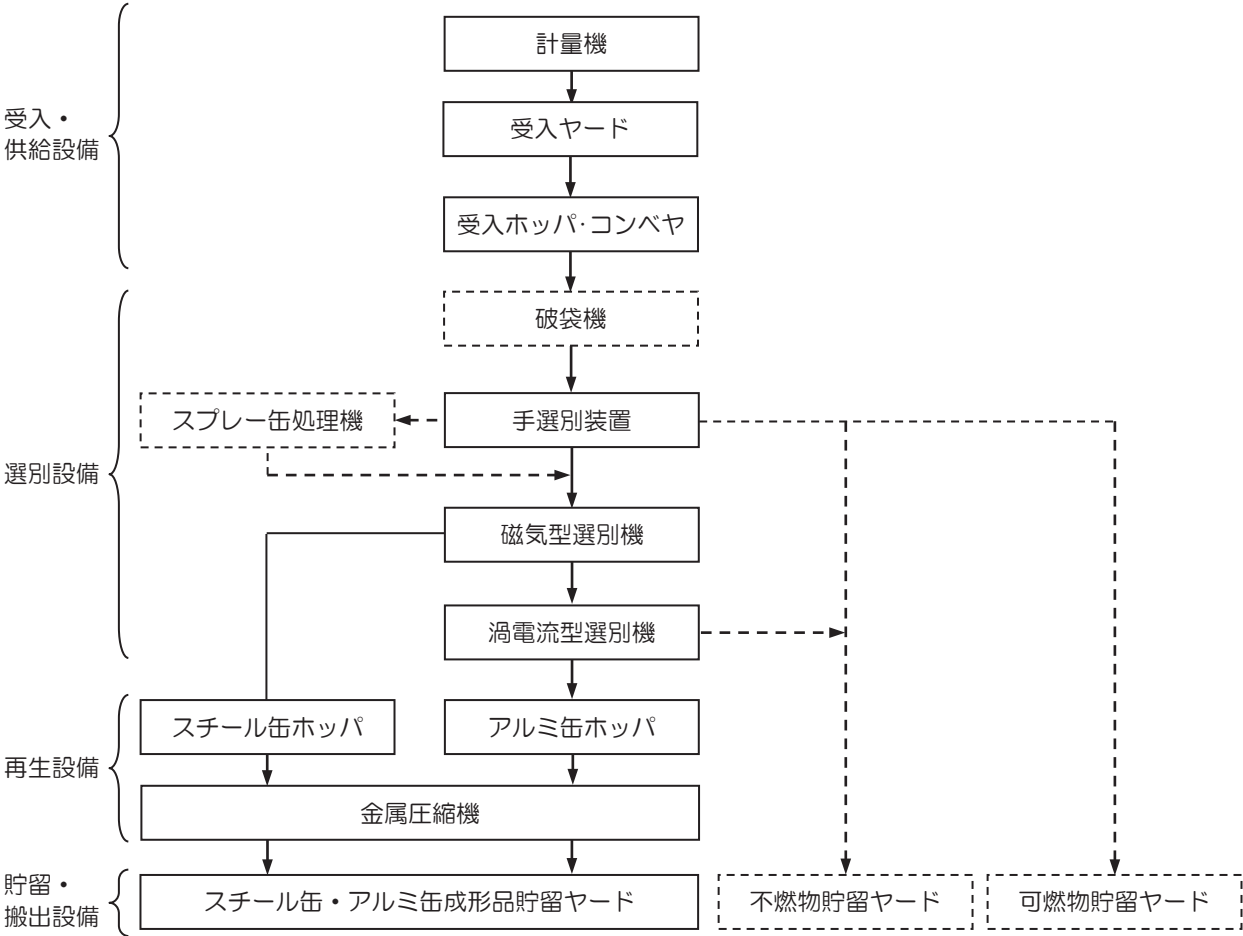 計量機
受入・
供給設備
受入ヤード
受入ホッパ・コンベヤ
破袋機
スプレー缶処理機
手選別装置
選別設備
磁気型選別機
渦電流型選別機
スチール缶ホッパ
アルミ缶ホッパ
再生設備
金属圧縮機
貯留・
搬出設備
スチール缶・アルミ缶成形品貯留ヤード
不燃物貯留ヤード
可燃物貯留ヤード